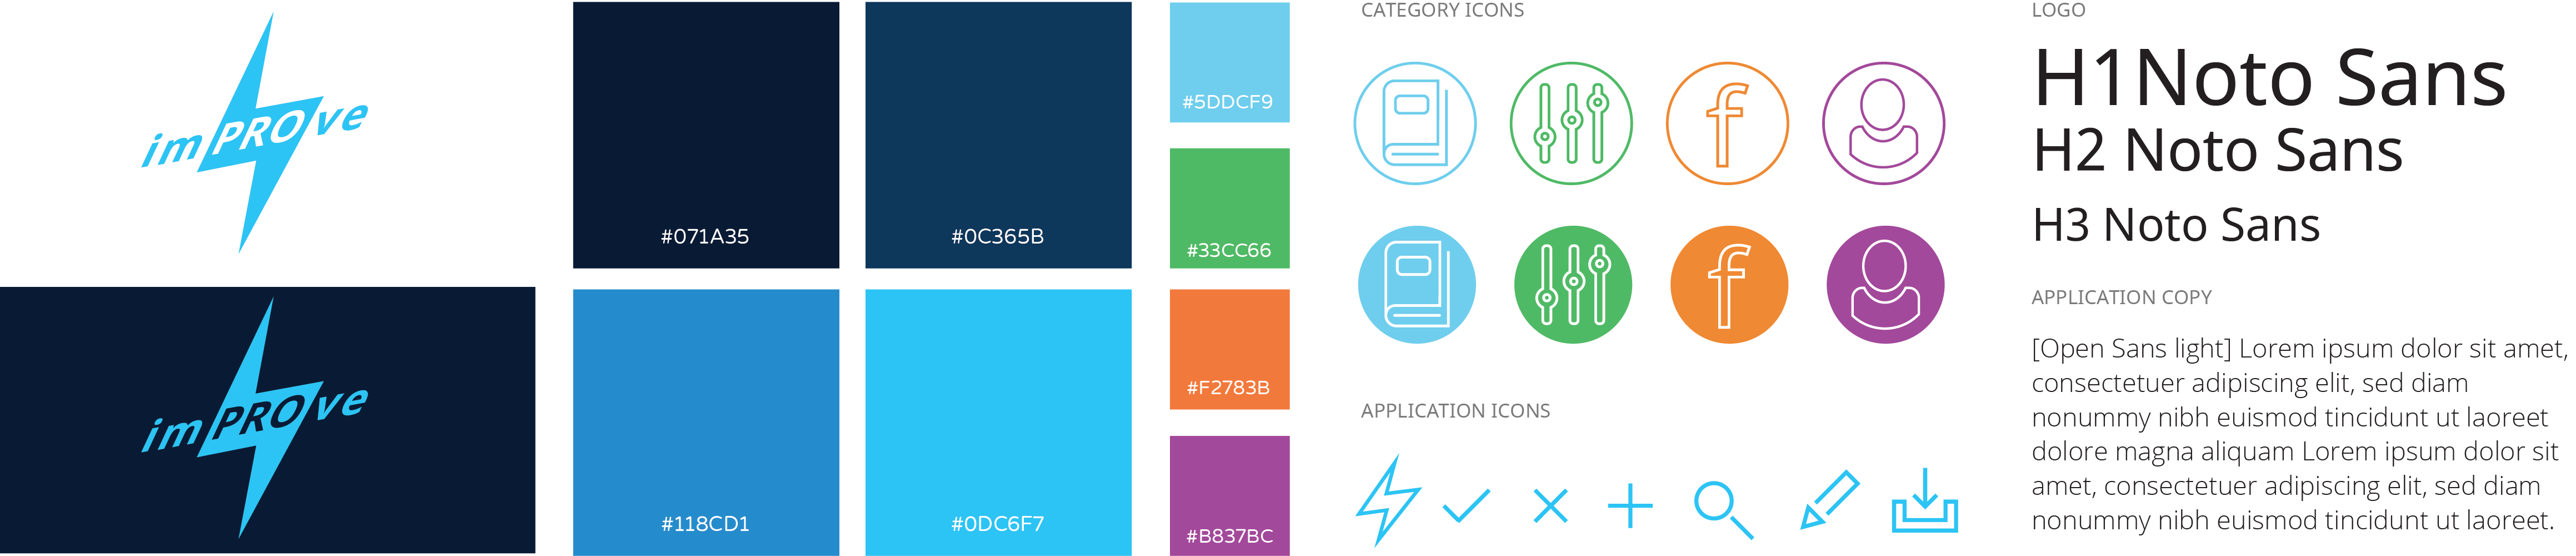 imPROve
imPROve
#071A35
#0C365B
#118CD1
#0DC6F7
#5DDCF9
#33CC66
#F2783B
#B837BC
CATEGORY ICONS
f
f
APPLICATION ICONS
LOGO
H1Noto Sans
H2 Noto Sans
H3 Noto Sans
APPLICATION COPY
[Open Sans light] Lorem ipsum dolor sit amet,
consectetuer adipiscing elit, sed diam
nonummy nibh euismod tincidunt ut laoreet
dolore magna aliquam Lorem ipsum dolor sit
amet, consectetuer adipiscing elit, sed diam
nonummy nibh euismod tincidunt ut laoreet.